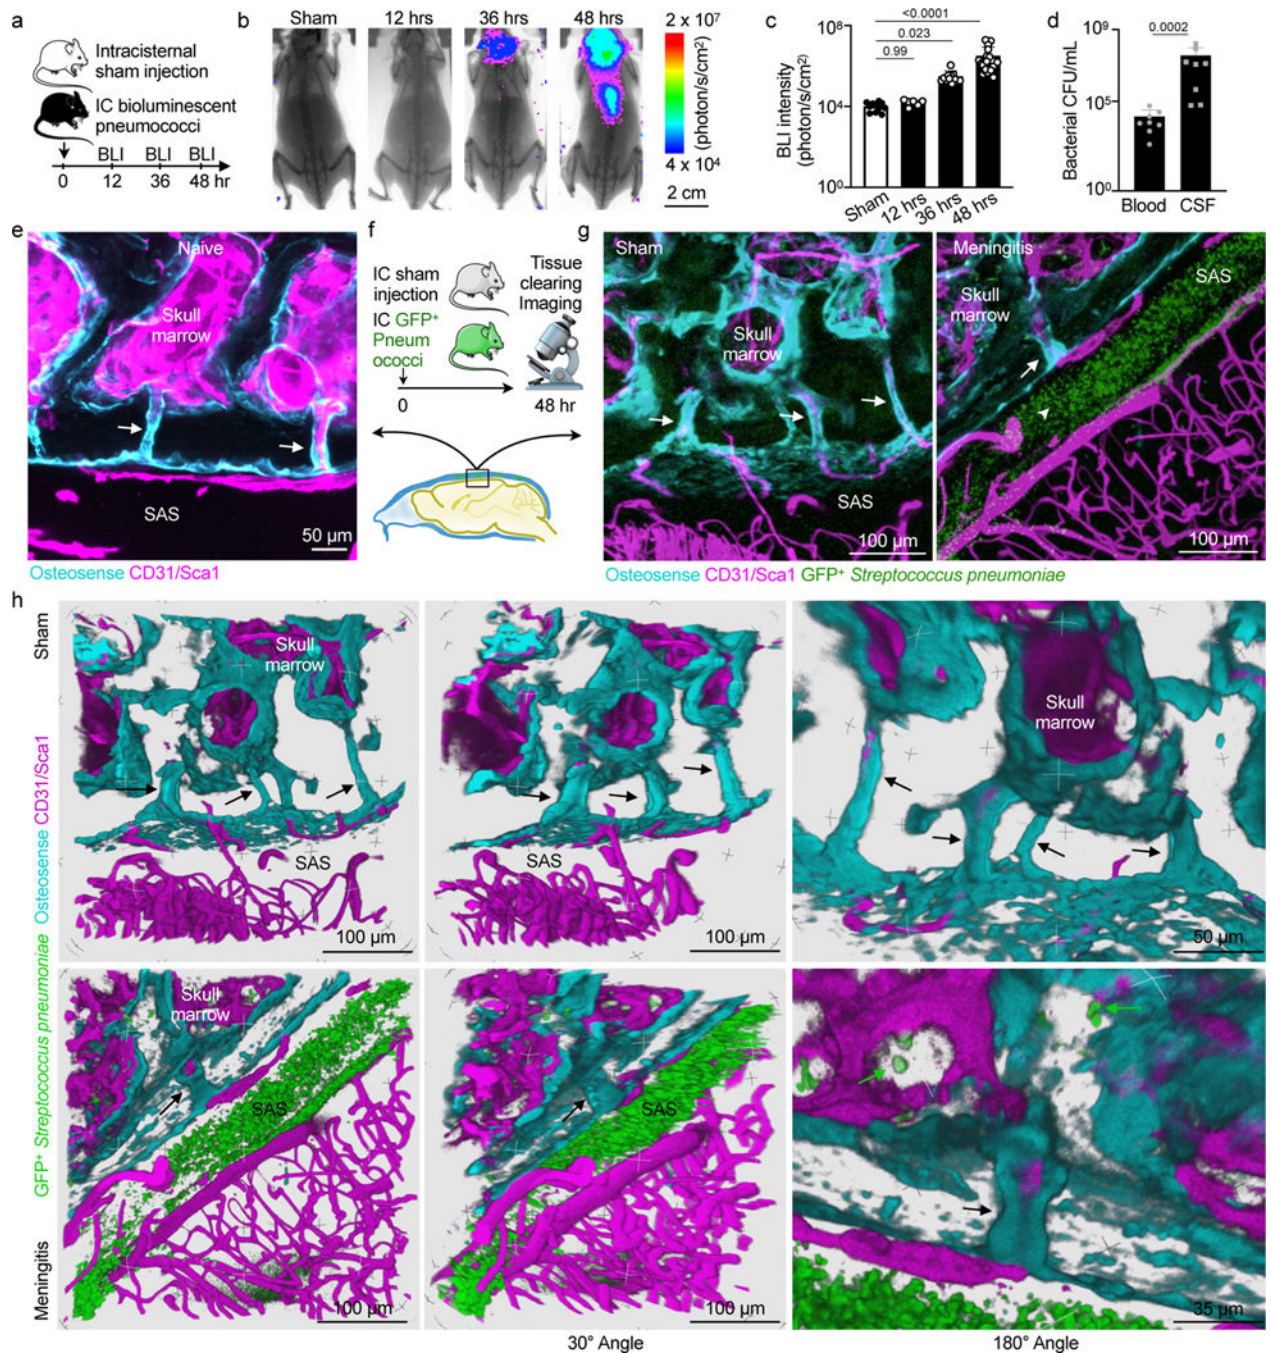 a
Intracisternal
sham injection
IC bioluminescent
pneumococci
BLI BLI BLI
0 12 36 48 hr
b
Sham 12 hrs 36 hrs 48 hrs
2 x 10⁷
(photon/s/cm²)
4 x 10⁴
2 cm
c
<0.0001
0.023
0.99
10⁸
10⁴
10⁰
BLI intensity
(photon/s/cm²)
Sham 12 hrs 36 hrs 48 hrs
d
0.0002
10⁹
10⁵
10⁰
Bacterial CFU/mL
Blood CSF
e
Naive
Skull
marrow
SAS
50 µm
Osteosense CD31/Sca1
f
IC sham
injection
IC GFP⁺
Pneum
ococci
Tissue
clearing
Imaging
0 48 hr
g
Sham
Skull
marrow
SAS
100 µm
Meningitis
SAS
Skull
marrow
100 µm
Osteosense CD31/Sca1 GFP⁺ Streptococcus pneumoniae
h
Sham
Meningitis
GFP⁺ Streptococcus pneumoniae Osteosense CD31/Sca1
Skull
marrow
SAS
100 µm
SAS
100 µm
Skull
marrow
50 µm
Skull
marrow
SAS
100 µm
SAS
100 µm
35 µm
30° Angle
180° Angle